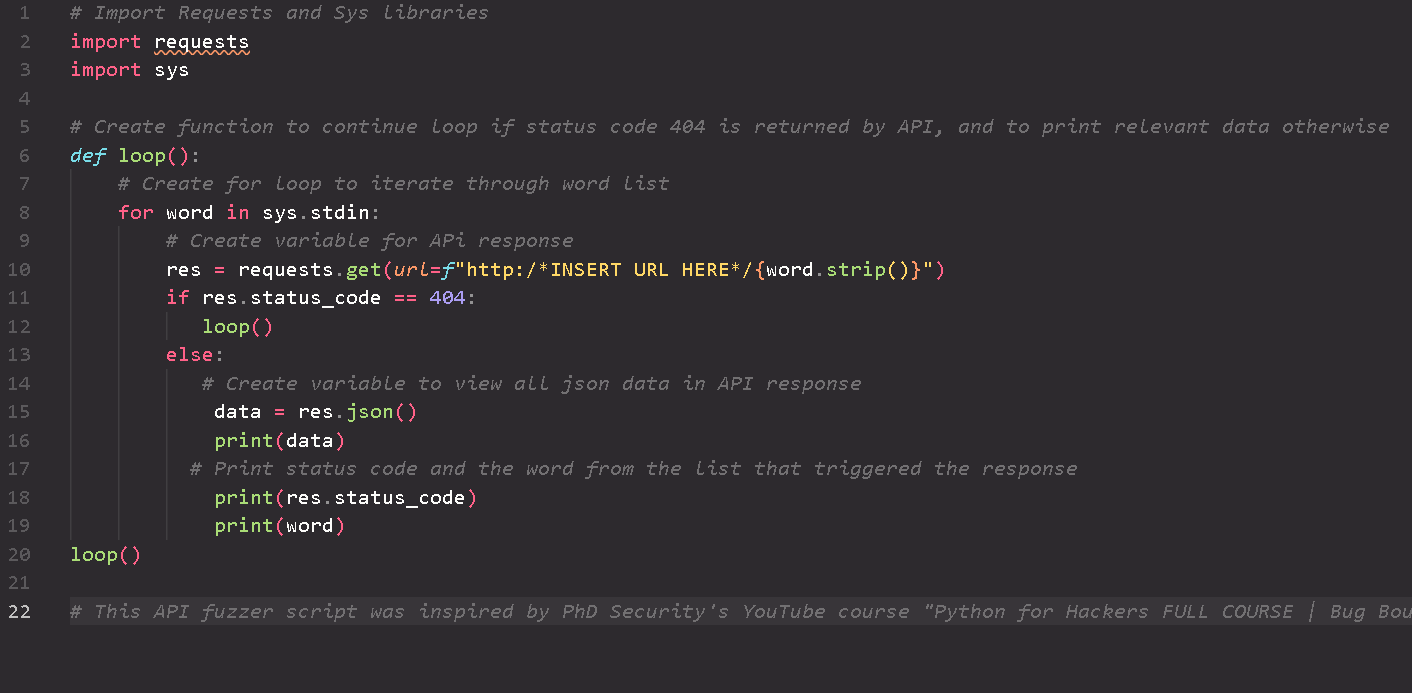 1 # Import Requests and Sys libraries
2 import requests
3 import sys
4
5 # Create function to continue loop if status code 404 is returned by API, and to print relevant data otherwise
6 def loop():
7     # Create for loop to iterate through word list
8     for word in sys.stdin:
9         # Create variable for APi response
10         res = requests.get(url=f"http:/*INSERT URL HERE*/{word.strip()}")
11         if res.status_code == 404:
12            loop()
13         else:
14            # Create variable to view all json data in API response
15             data = res.json()
16             print(data)
17           # Print status code and the word from the list that triggered the response
18             print(res.status_code)
19             print(word)
20 loop()
21
22 # This API fuzzer script was inspired by PhD Security's YouTube course "Python for Hackers FULL COURSE | Bug